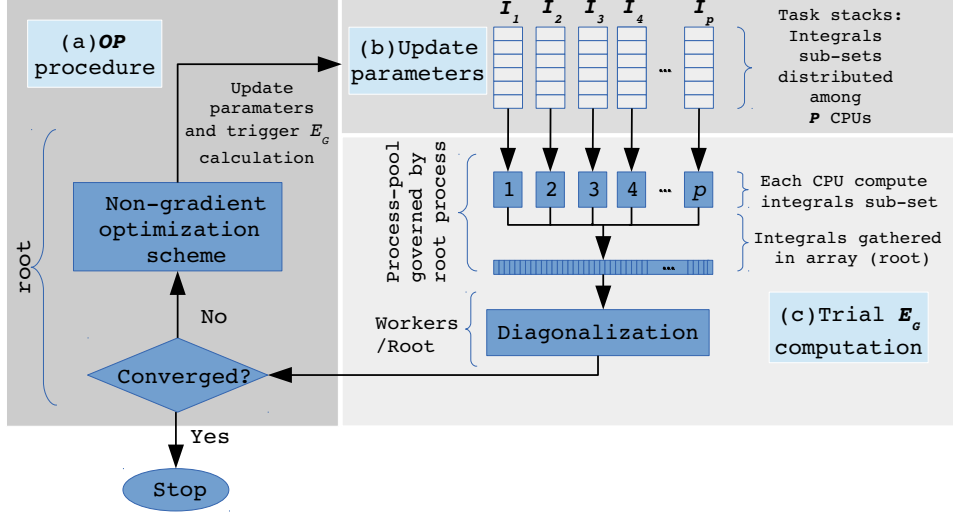 (a)OP
procedure
Update
paramaters
and trigger E_G
calculation
root
Non-gradient
optimization
scheme
No
Converged?
Yes
Stop
(b)Update
parameters
I_1 I_2 I_3 I_4 I_p
...
Task stacks:
Integrals
sub-sets
distributed
among
P CPUs
Process-pool
governed by
root process
1 2 3 4 ... p
Each CPU compute
integrals sub-set
Integrals gathered
in array (root)
...
Workers
/Root
Diagonalization
(c)Trial E_G
computation